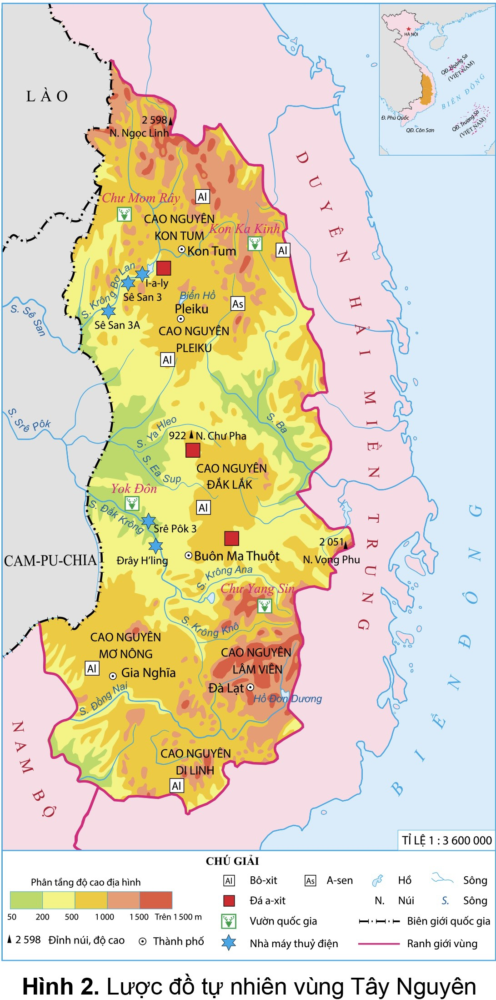 HÀ NỘI
QĐ. Hoàng Sa
(VIỆT NAM)
BIỂN ĐÔNG
QĐ. Trường Sa
(VIỆT NAM)
Đ. Phú Quốc
QĐ. Côn Sơn
LÀO
2 598
N. Ngọc Linh
DUYÊN HẢI MIỀN TRUNG
Chư Mom Rây
Al
CAO NGUYÊN
KON TUM
Kon Ka Kinh
Kon Tum
Al
S. Krông Bơ Lan
I-a-ly
Sê San 3
Biển Hồ
As
S. Sê San
Pleiku
Sê San 3A
CAO NGUYÊN
PLEIKU
Al
S. Srê Pôk
S. Ba
S. Ya Hleo
922
N. Chư Pha
S. Ea Sup
CAO NGUYÊN
ĐẮK LẮK
Yok Đôn
S. Đắk Krông
Al
Srê Pôk 3
2 051
N. Vọng Phu
CAM-PU-CHIA
Đrây H'ling
Buôn Ma Thuột
S. Krông Ana
Chư Yang Sin
S. Krông Knô
CAO NGUYÊN
MƠ NÔNG
CAO NGUYÊN
LÂM VIÊN
Al
Gia Nghĩa
Đà Lạt
S. Đồng Nai
Hồ Đơn Dương
NAM BỘ
CAO NGUYÊN
DI LINH
Al
BIỂN ĐÔNG
TỈ LỆ 1 : 3 600 000
CHÚ GIẢI
Phân tầng độ cao địa hình
50 200 500 1000 1500 Trên 1500 m
2 598 Đỉnh núi, độ cao
Thành phố
Al Bô-xit
As A-sen
Hồ
Sông
Đá a-xit
N. Núi
S. Sông
Vườn quốc gia
Biên giới quốc gia
Nhà máy thuỷ điện
Ranh giới vùng
Hình 2. Lược đồ tự nhiên vùng Tây Nguyên